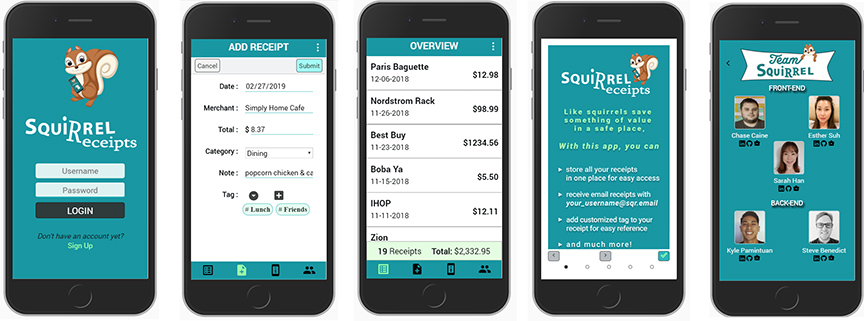 SQUIRREL
Receipts
Username
Password
LOGIN
Don't have an account yet?
Sign Up
ADD RECEIPT
Cancel
Submit
Date : 02/27/2019
Merchant : Simply Home Cafe
Total : $ 8.37
Category : Dining
Note : popcorn chicken & ca
Tag :
# Lunch # Friends
OVERVIEW
Paris Baguette
12-06-2018 $12.98
Nordstrom Rack
11-26-2018 $98.99
Best Buy
11-23-2018 $1234.56
Boba Ya
11-15-2018 $5.50
IHOP
11-11-2018 $12.11
Zion
19 Receipts Total: $2,332.95
SQUIRREL
Receipts
Like squirrels save
something of value
in a safe place,
With this app, you can
▸ store all your receipts
in one place for easy access
▸ receive email receipts with
your_username@sqr.email
▸ add customized tag to your
receipt for easy reference
▸ and much more!
Team
SQUIRREL
FRONT-END
Chase Caine
Esther Suh
Sarah Han
BACK-END
Kyle Pamintuan
Steve Benedict